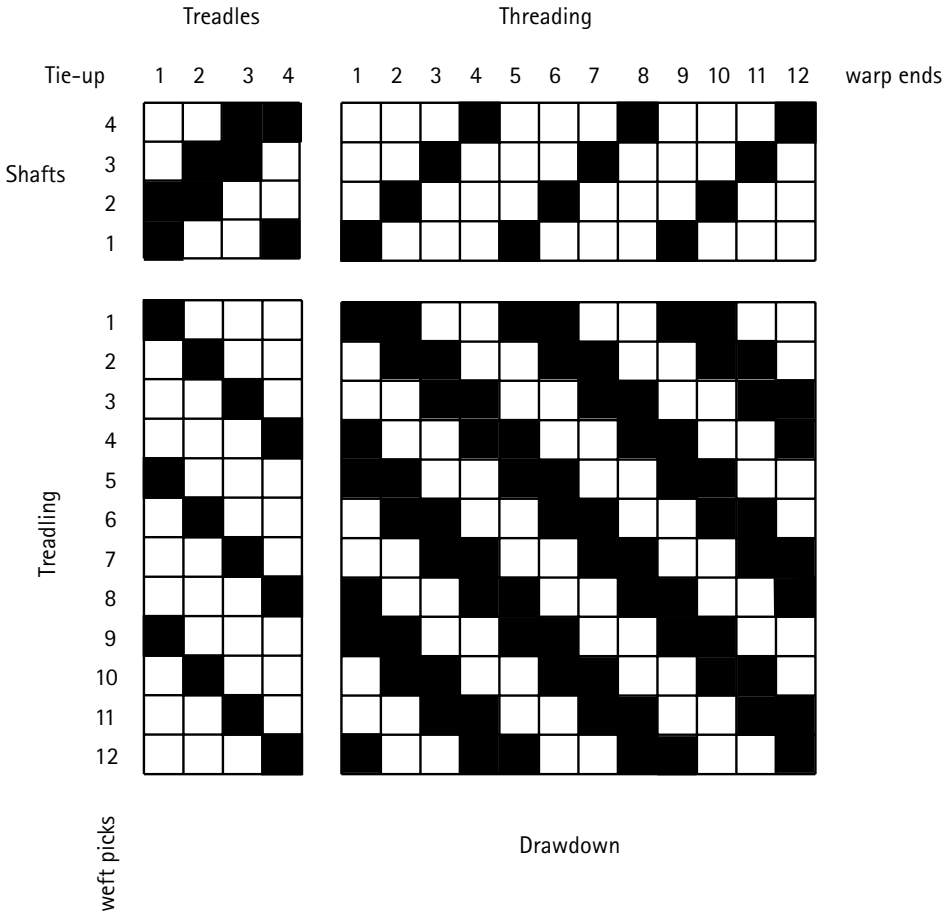 Treadles Threading
Tie-up 1 2 3 4 1 2 3 4 5 6 7 8 9 10 11 12 warp ends
4
3
Shafts
2
1
1
2
3
4
5
6
Treadling
7
8
9
10
11
12
weft picks
Drawdown